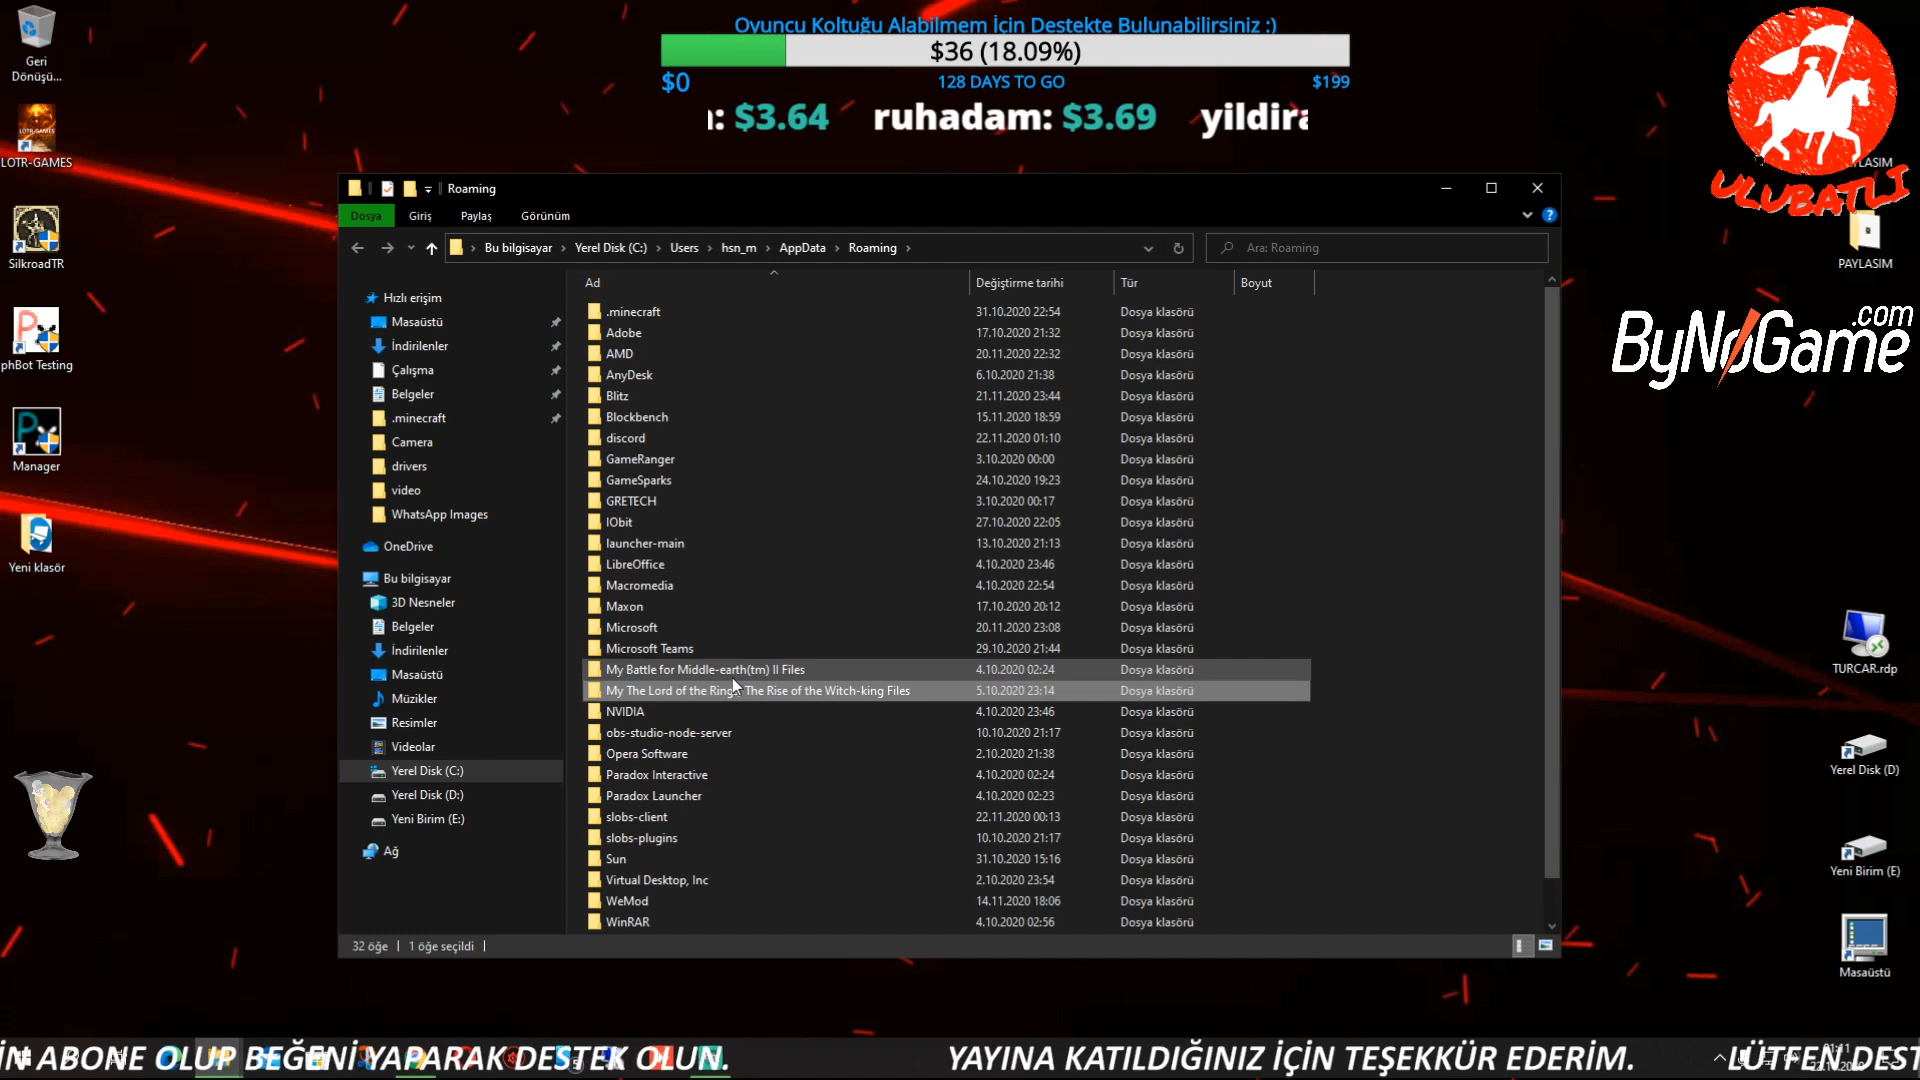 Oyuncu Koltuğu Alabilmem İçin Destekte Bulunabilirsiniz :)
$36 (18.09%)
$0
128 DAYS TO GO
$199
: $3.64 ruhadam: $3.69 yildira
Geri
Dönüşü...
LOTR-GAMES
SilkroadTR
phBot Testing
Manager
Yeni klasör
Roaming
Dosya
Giriş
Paylaş
Görünüm
Bu bilgisayar
Yerel Disk (C:)
Users
hsn_m
AppData
Roaming
Ara: Roaming
Ad
Değiştirme tarihi
Tür
Boyut
Hızlı erişim
Masaüstü
İndirilenler
Çalışma
Belgeler
.minecraft
Camera
drivers
video
WhatsApp Images
OneDrive
Bu bilgisayar
3D Nesneler
Belgeler
İndirilenler
Masaüstü
Müzikler
Resimler
Videolar
Yerel Disk (C:)
Yerel Disk (D:)
Yeni Birim (E:)
Ağ
.minecraft 31.10.2020 22:54 Dosya klasörü
Adobe 17.10.2020 21:32 Dosya klasörü
AMD 20.11.2020 22:32 Dosya klasörü
AnyDesk 6.10.2020 21:38 Dosya klasörü
Blitz 21.11.2020 23:44 Dosya klasörü
Blockbench 15.11.2020 18:59 Dosya klasörü
discord 22.11.2020 01:10 Dosya klasörü
GameRanger 3.10.2020 00:00 Dosya klasörü
GameSparks 24.10.2020 19:23 Dosya klasörü
GRETECH 3.10.2020 00:17 Dosya klasörü
IObit 27.10.2020 22:05 Dosya klasörü
launcher-main 13.10.2020 21:13 Dosya klasörü
LibreOffice 4.10.2020 23:46 Dosya klasörü
Macromedia 4.10.2020 22:54 Dosya klasörü
Maxon 17.10.2020 20:12 Dosya klasörü
Microsoft 20.11.2020 23:08 Dosya klasörü
Microsoft Teams 29.10.2020 21:44 Dosya klasörü
My Battle for Middle-earth(tm) II Files 4.10.2020 02:24 Dosya klasörü
My The Lord of the Rings, The Rise of the Witch-king Files 5.10.2020 23:14 Dosya klasörü
NVIDIA 4.10.2020 23:46 Dosya klasörü
obs-studio-node-server 10.10.2020 21:17 Dosya klasörü
Opera Software 2.10.2020 21:38 Dosya klasörü
Paradox Interactive 4.10.2020 02:24 Dosya klasörü
Paradox Launcher 4.10.2020 02:23 Dosya klasörü
slobs-client 22.11.2020 00:13 Dosya klasörü
slobs-plugins 10.10.2020 21:17 Dosya klasörü
Sun 31.10.2020 15:16 Dosya klasörü
Virtual Desktop, Inc 2.10.2020 23:54 Dosya klasörü
WeMod 14.11.2020 18:06 Dosya klasörü
WinRAR 4.10.2020 02:56 Dosya klasörü
32 öğe
1 öğe seçildi
ULUBATLI
PAYLASIM
ByNoGame.com
TURCAR.rdp
Yerel Disk (D)
Yeni Birim (E)
Masaüstü
İN ABONE OLUP BEĞENİ YAPARAK DESTEK OLUN. YAYINA KATILDIĞINIZ İÇİN TEŞEKKÜR EDERİM. LÜTFEN DEST